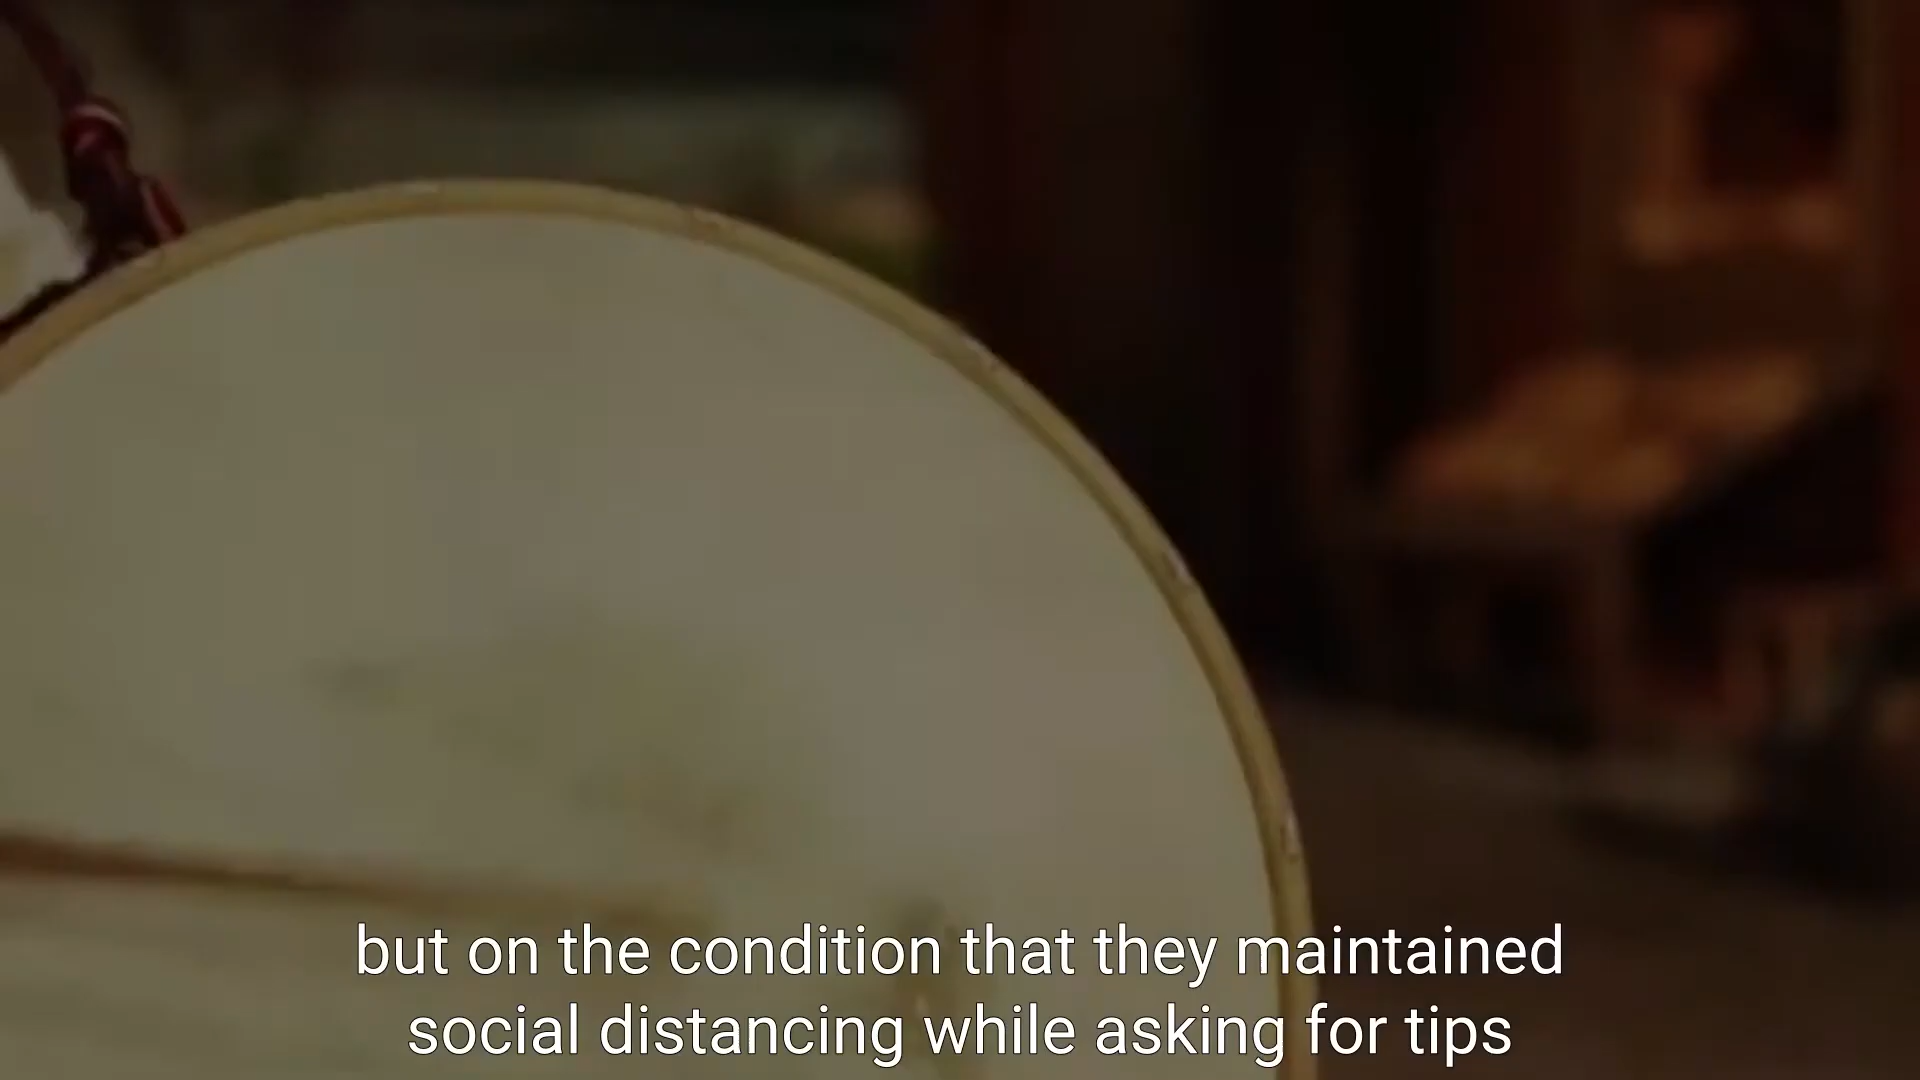 but on the condition that they maintained
social distancing while asking for tips